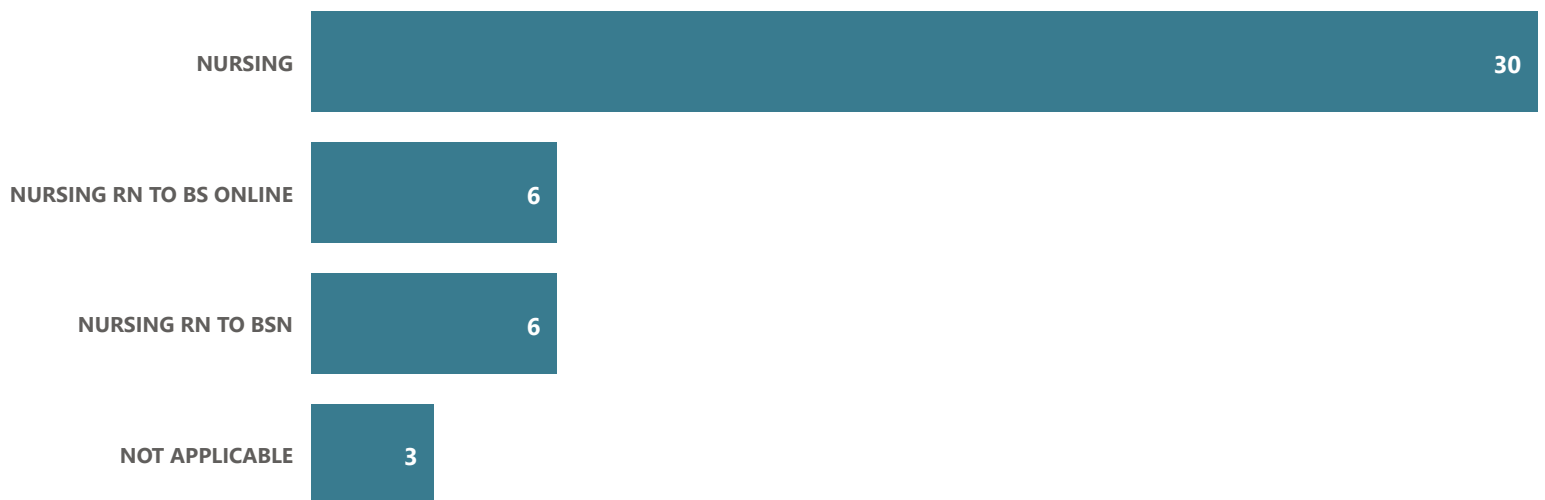 NURSING 30
NURSING RN TO BS ONLINE 6
NURSING RN TO BSN 6
NOT APPLICABLE 3